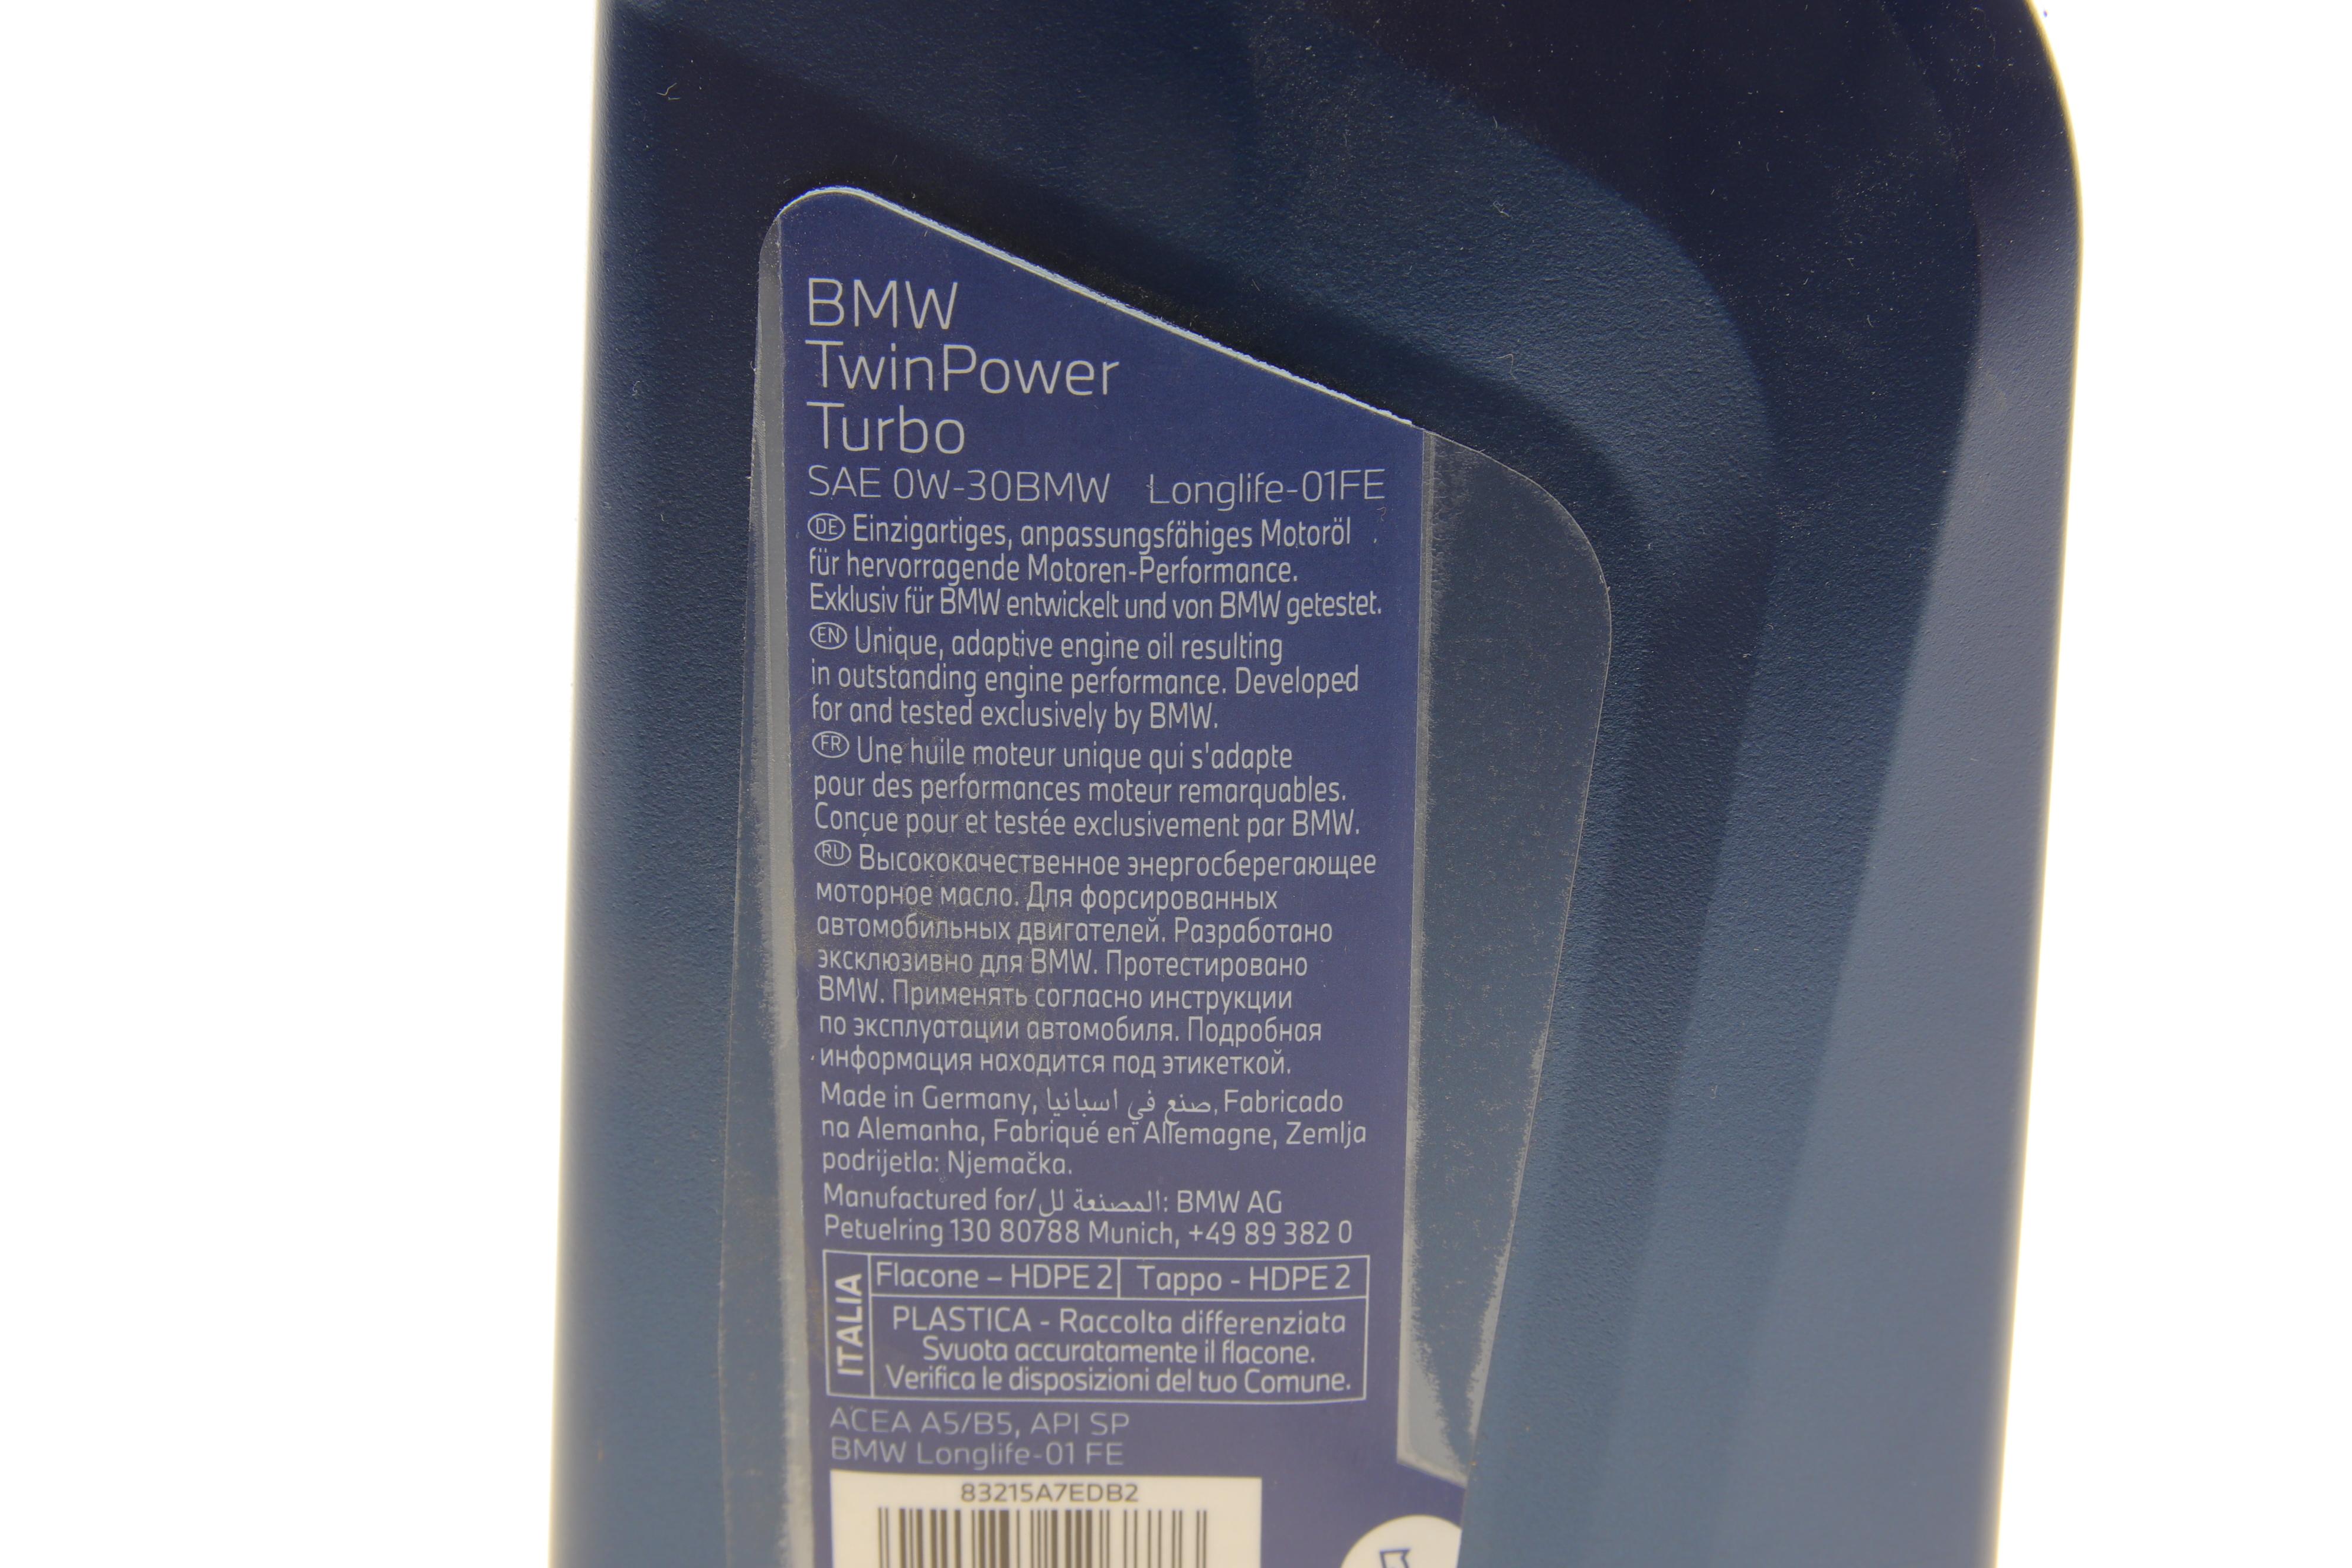 BMW
TwinPower
Turbo
SAE 0W-30BMW Longlife-01FE
DE Einzigartiges, anpassungsfähiges Motoröl
für hervorragende Motoren-Performance.
Exklusiv für BMW entwickelt und von BMW getestet.
EN Unique, adaptive engine oil resulting
in outstanding engine performance. Developed
for and tested exclusively by BMW.
FR Une huile moteur unique qui s'adapte
pour des performances moteur remarquables.
Conçue pour et testée exclusivement par BMW.
RU Высококачественное энергосберегающее
моторное масло. Для форсированных
автомобильных двигателей. Разработано
эксклюзивно для BMW. Протестировано
BMW. Применять согласно инструкции
по эксплуатации автомобиля. Подробная
информация находится под этикеткой.
Made in Germany, صنع في اسبانيا, Fabricado
na Alemanha, Fabriqué en Allemagne, Zemlja
podrijetla: Njemačka.
Manufactured for/المصنعة لل: BMW AG
Petuelring 130 80788 Munich, +49 89 382 0
ITALIA
Flacone – HDPE 2 Tappo - HDPE 2
PLASTICA - Raccolta differenziata
Svuota accuratamente il flacone.
Verifica le disposizioni del tuo Comune.
ACEA A5/B5, API SP
BMW Longlife-01 FE
83215A7EDB2